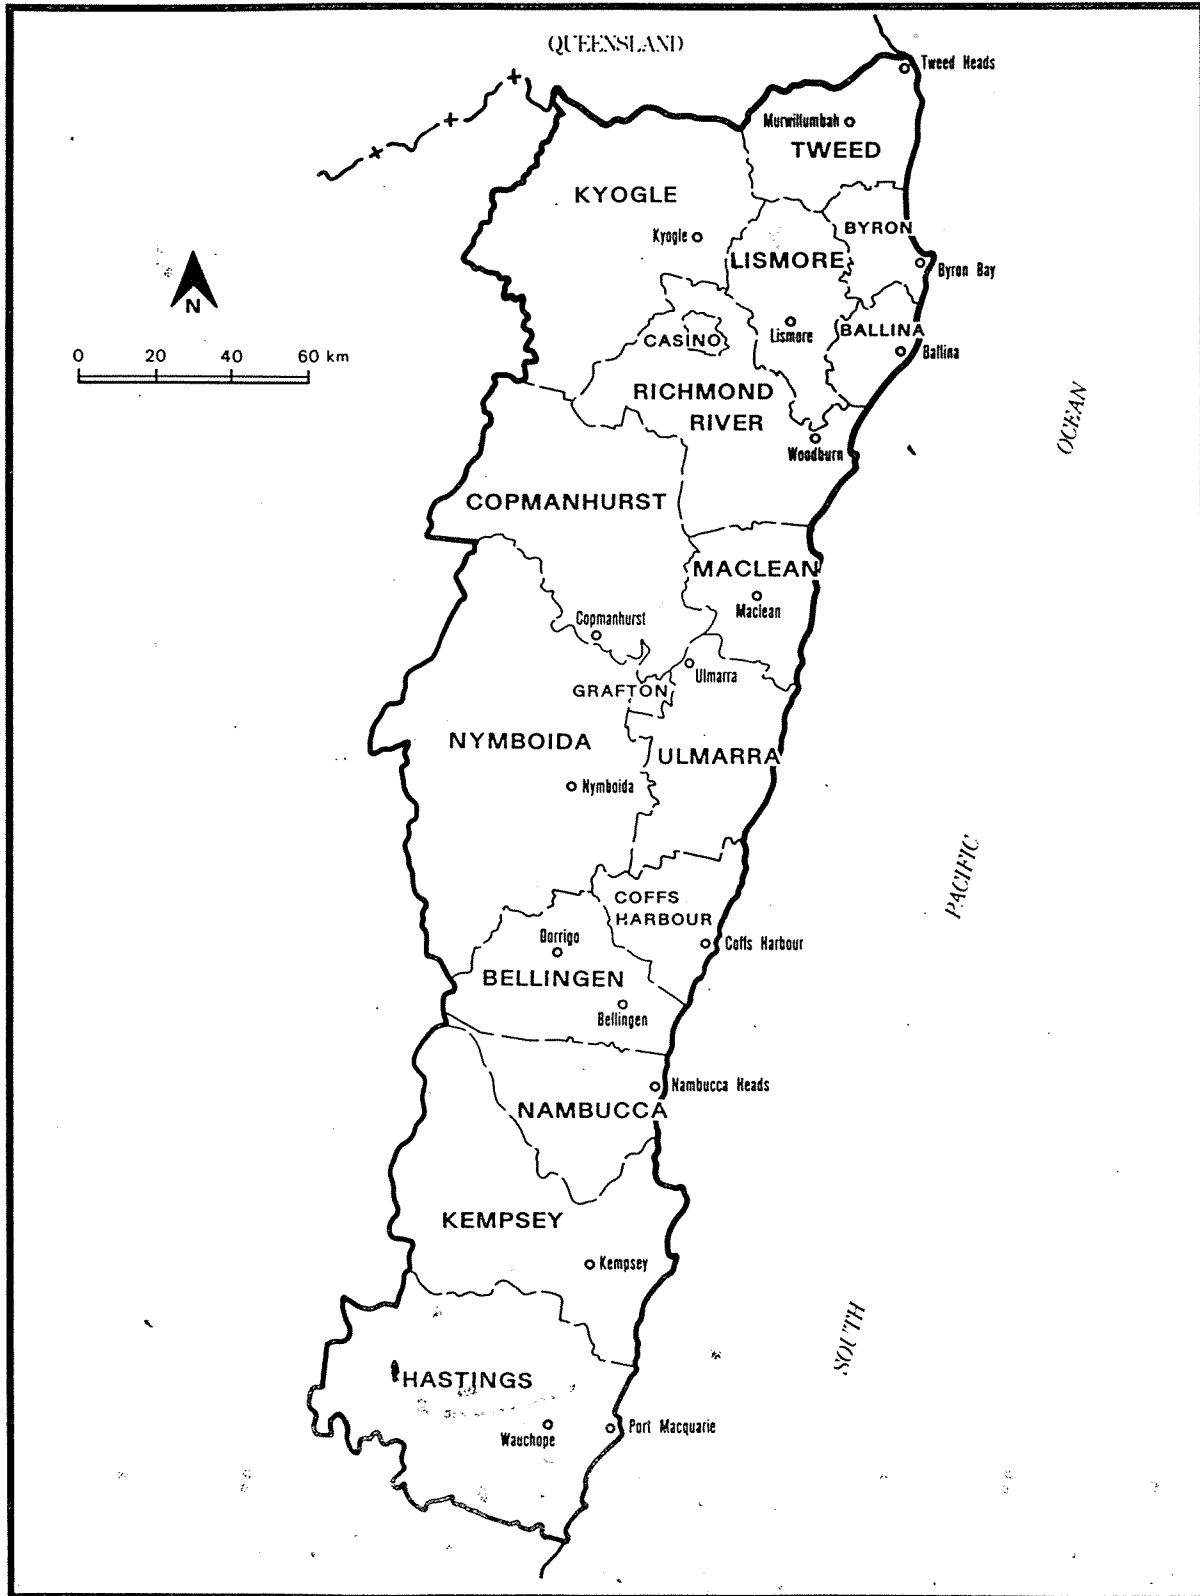 QUEENSLAND
Tweed Heads
Murwillumbah
TWEED
KYOGLE
BYRON
Kyogle
LISMORE
Byron Bay
N
Lismore
BALLINA
CASINO
Ballina
0 20 40 60 km
RICHMOND
RIVER
OCEAN
Woodburn
COPMANHURST
MACLEAN
Maclean
Copmanhurst
Ulmarra
GRAFTON
NYMBOIDA
ULMARRA
Nymboida
PACIFIC
COFFS
HARBOUR
Dorrigo
Coffs Harbour
BELLINGEN
Bellingen
Nambucca Heads
NAMBUCCA
KEMPSEY
Kempsey
SOUTH
HASTINGS
Wauchope
Port Macquarie